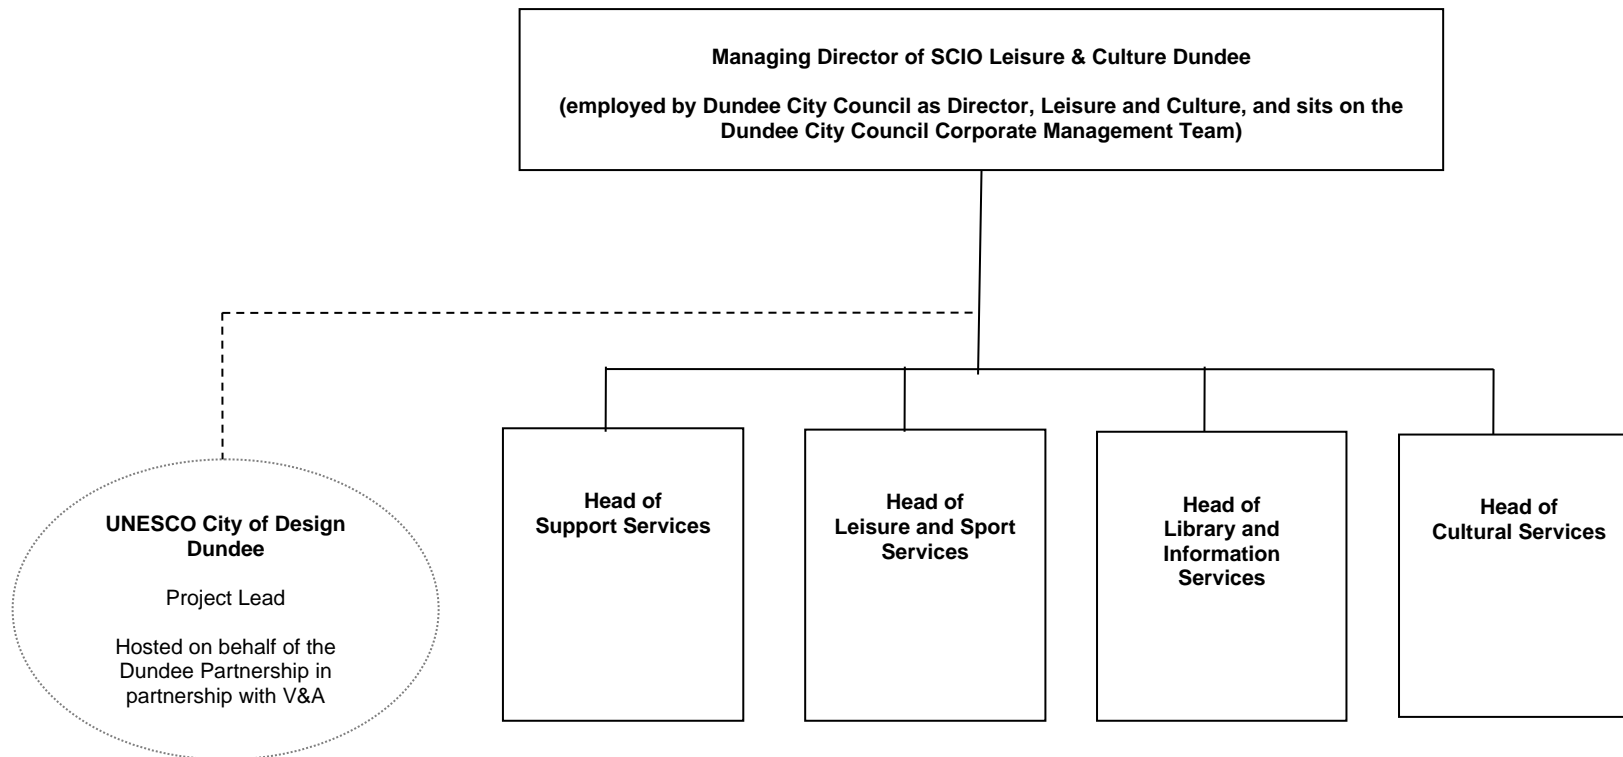 Managing Director of SCIO Leisure & Culture Dundee
(employed by Dundee City Council as Director, Leisure and Culture, and sits on the
Dundee City Council Corporate Management Team)
UNESCO City of Design
Dundee
Project Lead
Hosted on behalf of the
Dundee Partnership in
partnership with V&A
Head of
Support Services
Head of
Leisure and Sport
Services
Head of
Library and
Information
Services
Head of
Cultural Services